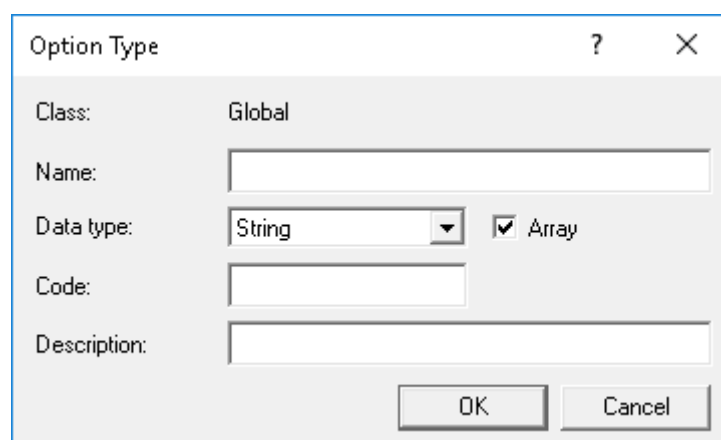 Option Type ?
Class: Global
Name:
Data type: String Array
Code:
Description:
OK Cancel